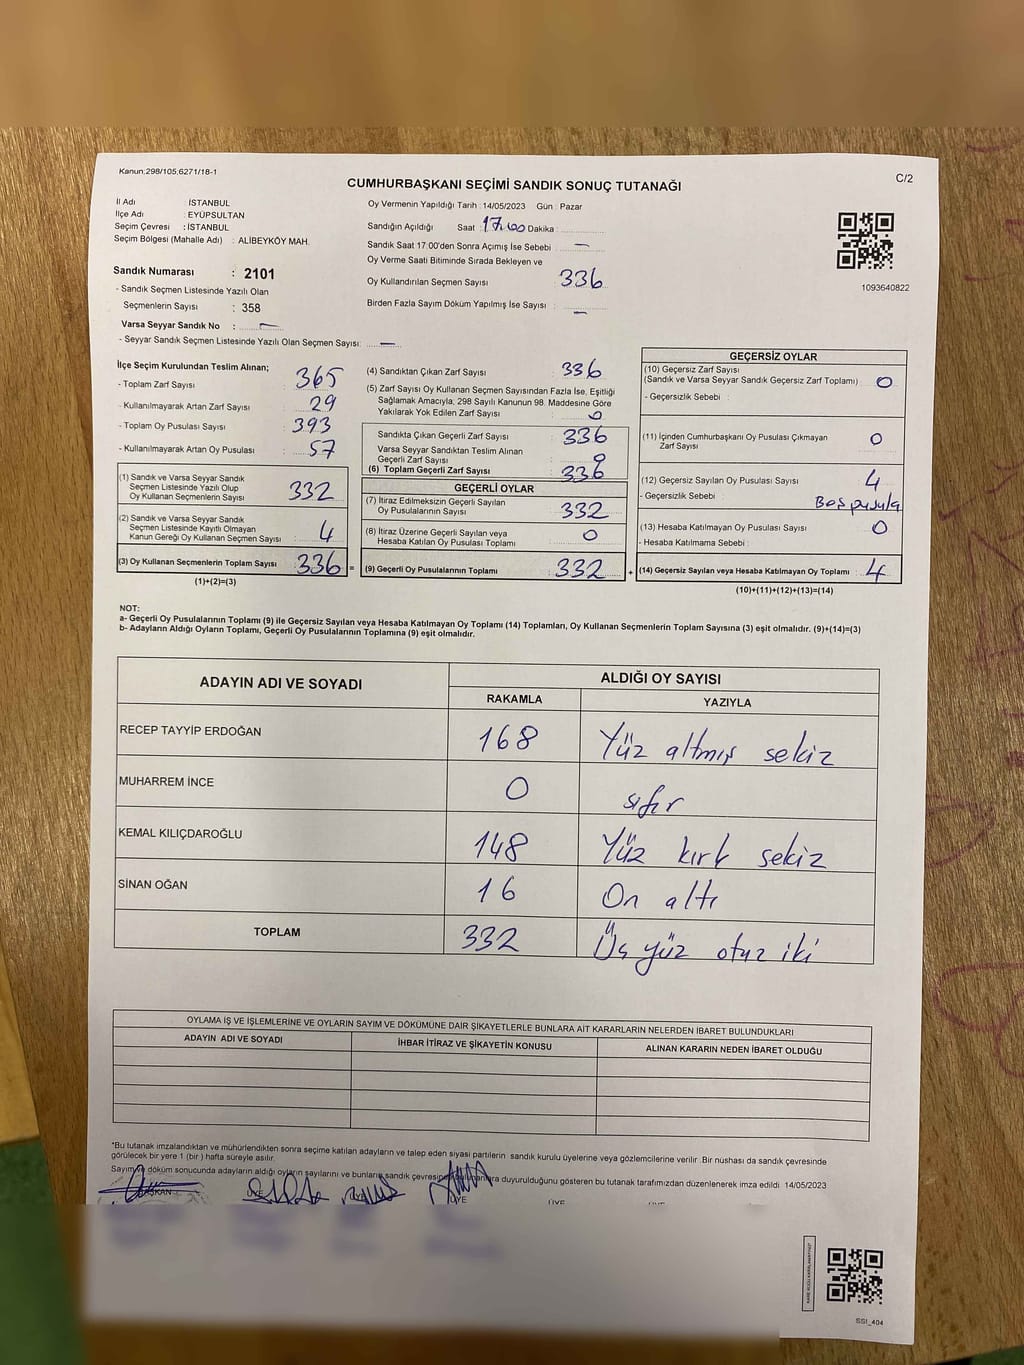 Kanun;298/105;6271/18-1
C/2
CUMHURBAŞKANI SEÇİMİ SANDIK SONUÇ TUTANAĞI
İl Adı : İSTANBUL
İlçe Adı : EYÜPSULTAN
Seçim Çevresi : İSTANBUL
Seçim Bölgesi (Mahalle Adı) : ALİBEYKÖY MAH.
Sandık Numarası : 2101
- Sandık Seçmen Listesinde Yazılı Olan
Seçmenlerin Sayısı : 358
Varsa Seyyar Sandık No : —
- Seyyar Sandık Seçmen Listesinde Yazılı Olan Seçmen Sayısı: —
Oy Vermenin Yapıldığı Tarih : 14/05/2023 Gün : Pazar
Sandığın Açıldığı Saat : 17.00 Dakika :
Sandık Saat 17:00'den Sonra Açımış İse Sebebi : —
Oy Verme Saati Bitiminde Sırada Bekleyen ve
Oy Kullandırılan Seçmen Sayısı : 336
Birden Fazla Sayım Döküm Yapılmış İse Sayısı : —
1093640822
İlçe Seçim Kurulundan Teslim Alınan;
- Toplam Zarf Sayısı : 365
- Kullanılmayarak Artan Zarf Sayısı : 29
- Toplam Oy Pusulası Sayısı : 393
- Kullanılmayarak Artan Oy Pusulası : 57
(1) Sandık ve Varsa Seyyar Sandık
Seçmen Listesinde Yazılı Olup
Oy Kullanan Seçmenlerin Sayısı : 332
(2) Sandık ve Varsa Seyyar Sandık
Seçmen Listesinde Kayıtlı Olmayan
Kanun Gereği Oy Kullanan Seçmen Sayısı : 4
(3) Oy Kullanan Seçmenlerin Toplam Sayısı : 336 =
(1)+(2)=(3)
(4) Sandıktan Çıkan Zarf Sayısı : 336
(5) Zarf Sayısı Oy Kullanan Seçmen Sayısından Fazla İse, Eşitliği
Sağlamak Amacıyla, 298 Sayılı Kanunun 98. Maddesine Göre
Yakılarak Yok Edilen Zarf Sayısı : 0
Sandıkta Çıkan Geçerli Zarf Sayısı : 336
Varsa Seyyar Sandıktan Teslim Alınan
Geçerli Zarf Sayısı : 0
(6) Toplam Geçerli Zarf Sayısı : 336
GEÇERLİ OYLAR
(7) İtiraz Edilmeksizin Geçerli Sayılan
Oy Pusulalarının Sayısı : 332
(8) İtiraz Üzerine Geçerli Sayılan veya
Hesaba Katılan Oy Pusulası Toplamı : 0
(9) Geçerli Oy Pusulalarının Toplamı : 332 +
GEÇERSİZ OYLAR
(10) Geçersiz Zarf Sayısı
(Sandık ve Varsa Seyyar Sandık Geçersiz Zarf Toplamı) : 0
- Geçersizlik Sebebi :
(11) İçinden Cumhurbaşkanı Oy Pusulası Çıkmayan
Zarf Sayısı : 0
(12) Geçersiz Sayılan Oy Pusulası Sayısı : 4
- Geçersizlik Sebebi : Boş pusula
(13) Hesaba Katılmayan Oy Pusulası Sayısı : 0
- Hesaba Katılmama Sebebi :
(14) Geçersiz Sayılan veya Hesaba Katılmayan Oy Toplamı : 4
(10)+(11)+(12)+(13)=(14)
NOT:
a- Geçerli Oy Pusulalarının Toplamı (9) ile Geçersiz Sayılan veya Hesaba Katılmayan Oy Toplamı (14) Toplamları, Oy Kullanan Seçmenlerin Toplam Sayısına (3) eşit olmalıdır. (9)+(14)=(3)
b- Adayların Aldığı Oyların Toplamı, Geçerli Oy Pusulalarının Toplamına (9) eşit olmalıdır.
ADAYIN ADI VE SOYADI ALDIĞI OY SAYISI
RAKAMLA YAZIYLA
RECEP TAYYİP ERDOĞAN 168 Yüz altmış sekiz
MUHARREM İNCE 0 sıfır
KEMAL KILIÇDAROĞLU 148 Yüz kırk sekiz
SİNAN OĞAN 16 On altı
TOPLAM 332 Üç yüz otuz iki
OYLAMA İŞ VE İŞLEMLERİNE VE OYLARIN SAYIM VE DÖKÜMÜNE DAİR ŞİKAYETLERLE BUNLARA AİT KARARLARIN NELERDEN İBARET BULUNDUKLARI
ADAYIN ADI VE SOYADI İHBAR İTİRAZ VE ŞİKAYETİN KONUSU ALINAN KARARIN NEDEN İBARET OLDUĞU
*Bu tutanak imzalandıktan ve mühürlendikten sonra seçime katılan adayların ve talep eden siyasi partilerin sandık kurulu üyelerine veya gözlemcilerine verilir .Bir nüshası da sandık çevresinde
görülecek bir yere 1 (bir ) hafta süreyle asılır.
Sayım ve döküm sonucunda adayların aldığı oyların sayılarını ve bunların sandık çevresinde duyurulduğunu gösteren bu tutanak tarafımızdan düzenlenerek imza edildi 14/05/2023
BAŞKAN ÜYE ÜYE ÜYE ÜYE ÜYE
SSI_404